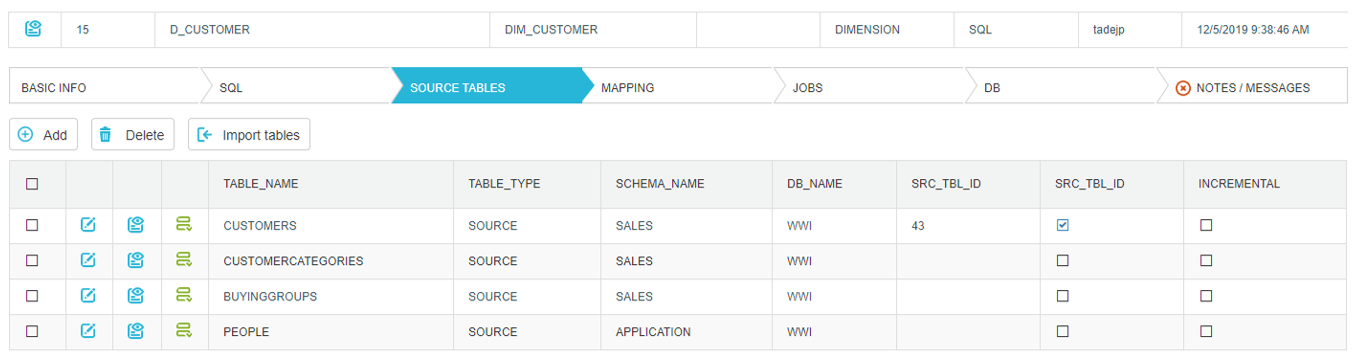 15 D_CUSTOMER DIM_CUSTOMER DIMENSION SQL tadejp 12/5/2019 9:38:46 AM
BASIC INFO SQL SOURCE TABLES MAPPING JOBS DB NOTES / MESSAGES
Add Delete Import tables
TABLE_NAME TABLE_TYPE SCHEMA_NAME DB_NAME SRC_TBL_ID SRC_TBL_ID INCREMENTAL
CUSTOMERS SOURCE SALES WWI 43
CUSTOMERCATEGORIES SOURCE SALES WWI
BUYINGGROUPS SOURCE SALES WWI
PEOPLE SOURCE APPLICATION WWI